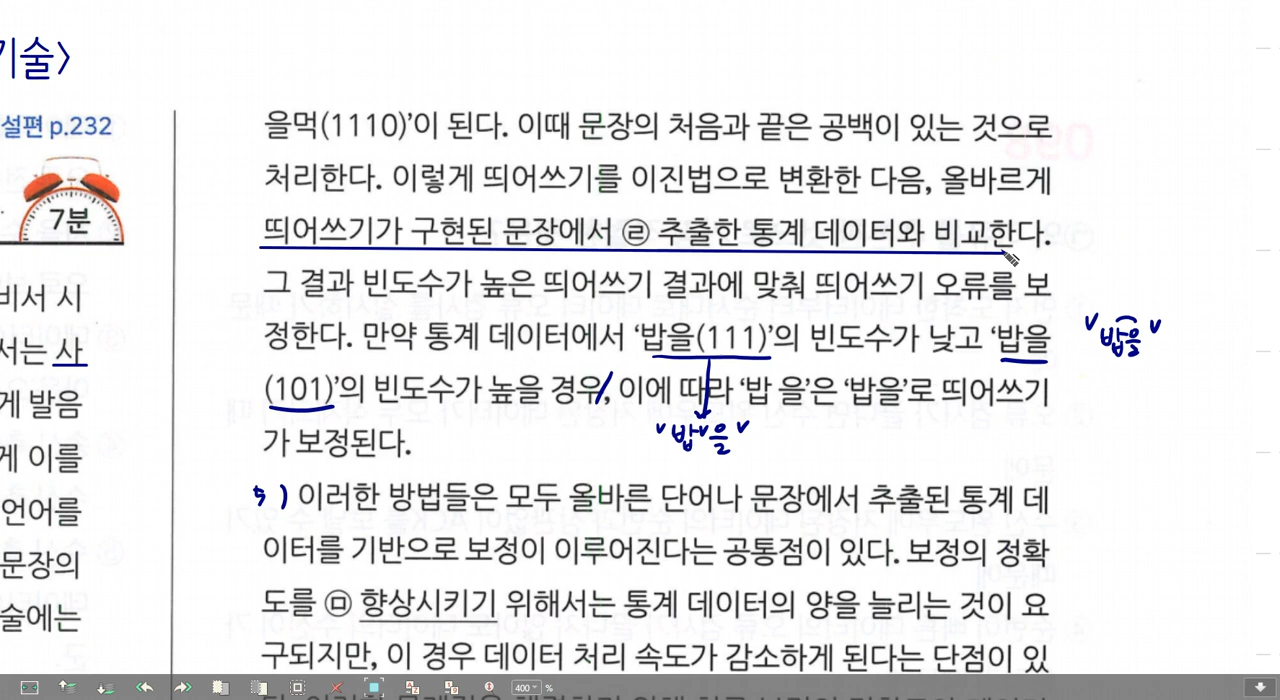 기술〉
설편 p.232
7분
비서 시
서는 사
게 발음
게 이를
언어를
문장의
술에는
을먹(1110)’이 된다. 이때 문장의 처음과 끝은 공백이 있는 것으로
처리한다. 이렇게 띄어쓰기를 이진법으로 변환한 다음, 올바르게
띄어쓰기가 구현된 문장에서 ㉣ 추출한 통계 데이터와 비교한다.
그 결과 빈도수가 높은 띄어쓰기 결과에 맞춰 띄어쓰기 오류를 보
정한다. 만약 통계 데이터에서 ‘밥을(111)’의 빈도수가 낮고 ‘밥을
(101)’의 빈도수가 높을 경우, 이에 따라 ‘밥 을’은 ‘밥을’로 띄어쓰기
가 보정된다.
ᵛ밥을ᵛ
ᵛ밥ᵛ을ᵛ
5) 이러한 방법들은 모두 올바른 단어나 문장에서 추출된 통계 데
이터를 기반으로 보정이 이루어진다는 공통점이 있다. 보정의 정확
도를 ㉤ 향상시키기 위해서는 통계 데이터의 양을 늘리는 것이 요
구되지만, 이 경우 데이터 처리 속도가 감소하게 된다는 단점이 있
400 %